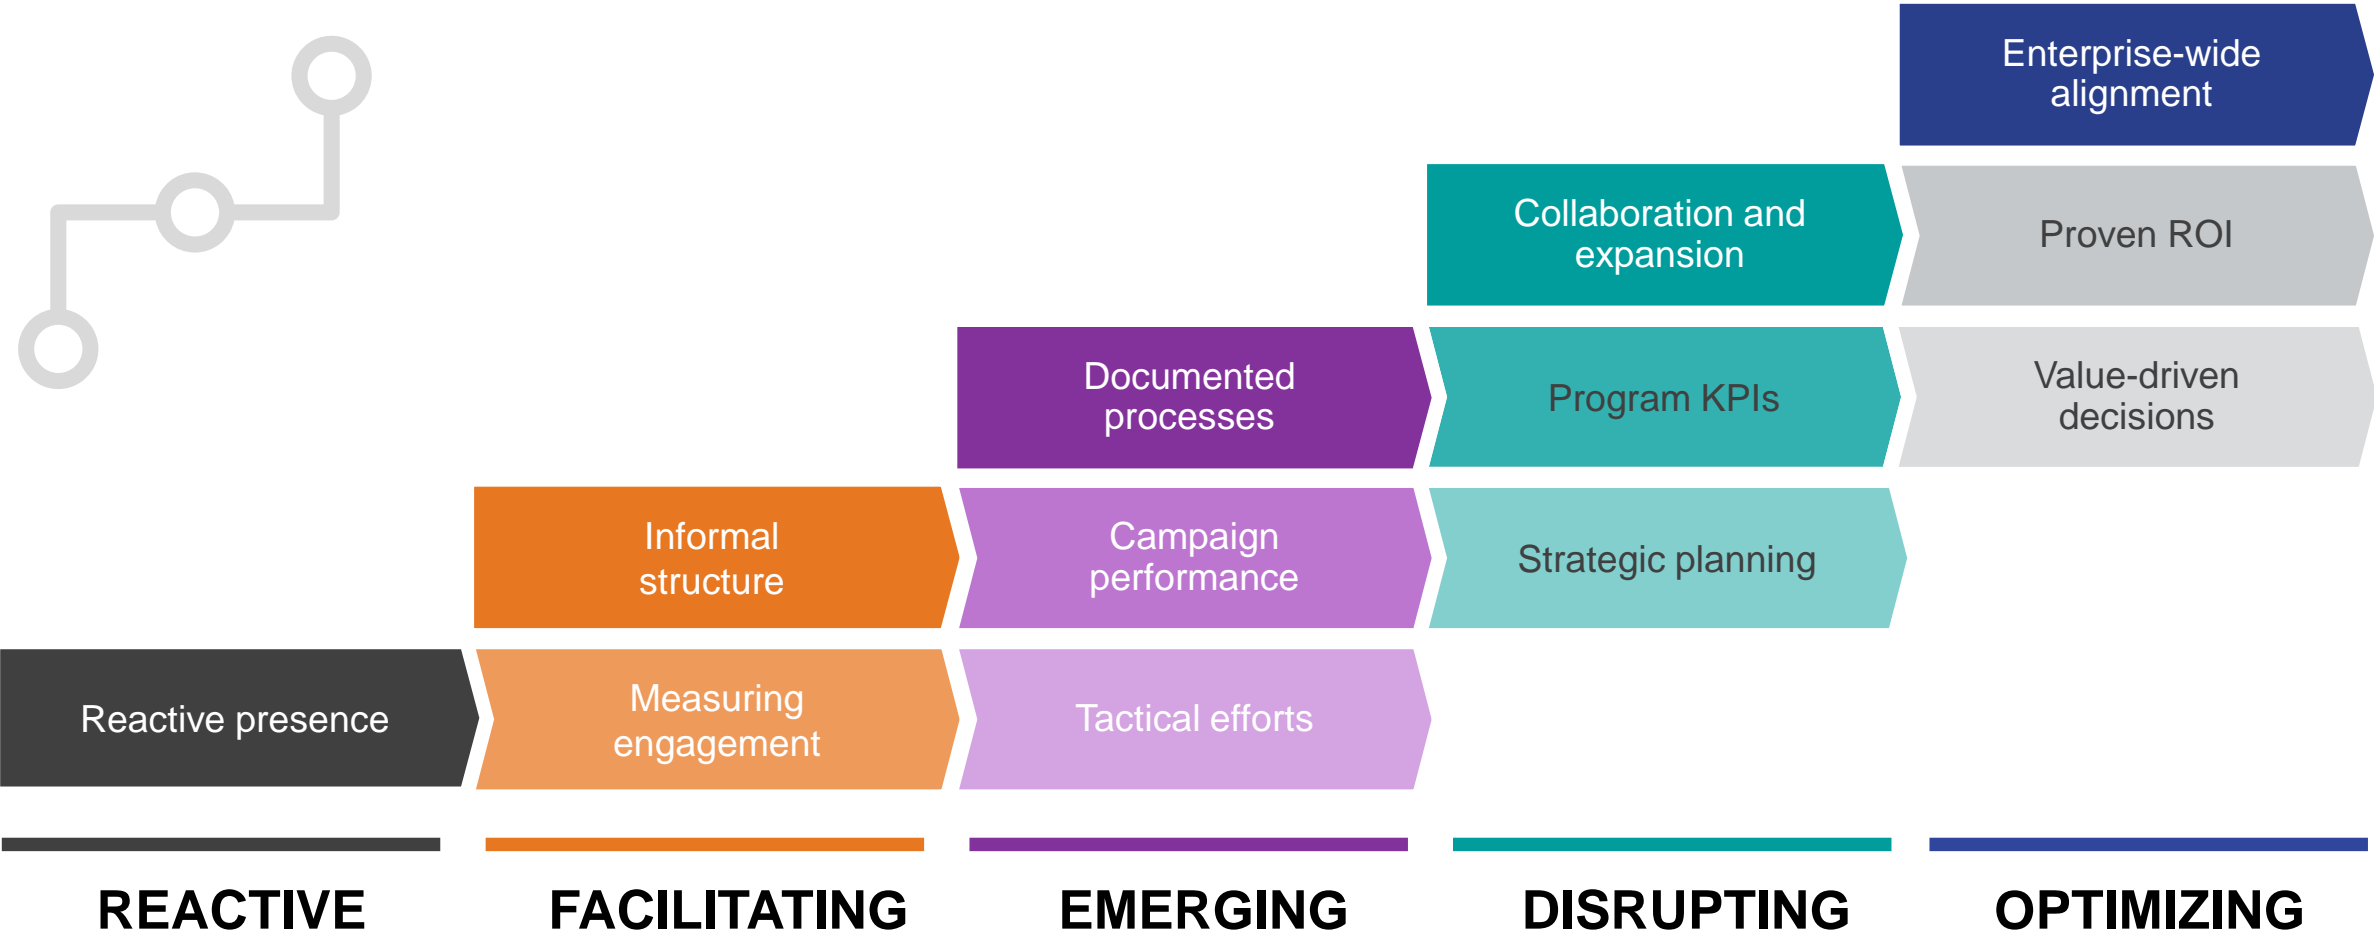 Enterprise-wide
alignment
Collaboration and
expansion
Proven ROI
Documented
processes
Program KPIs
Value-driven
decisions
Informal
structure
Campaign
performance
Strategic planning
Reactive presence
Measuring
engagement
Tactical efforts
REACTIVE
FACILITATING
EMERGING
DISRUPTING
OPTIMIZING